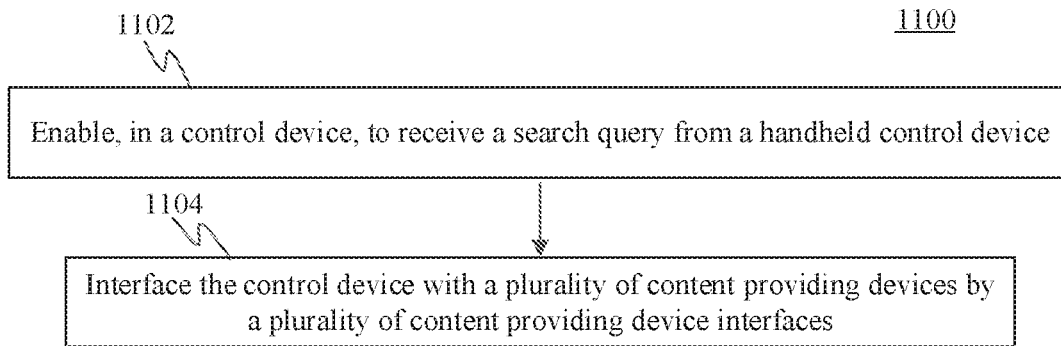 1102
1100
Enable, in a control device, to receive a search query from a handheld control device
1104
Interface the control device with a plurality of content providing devices by
a plurality of content providing device interfaces